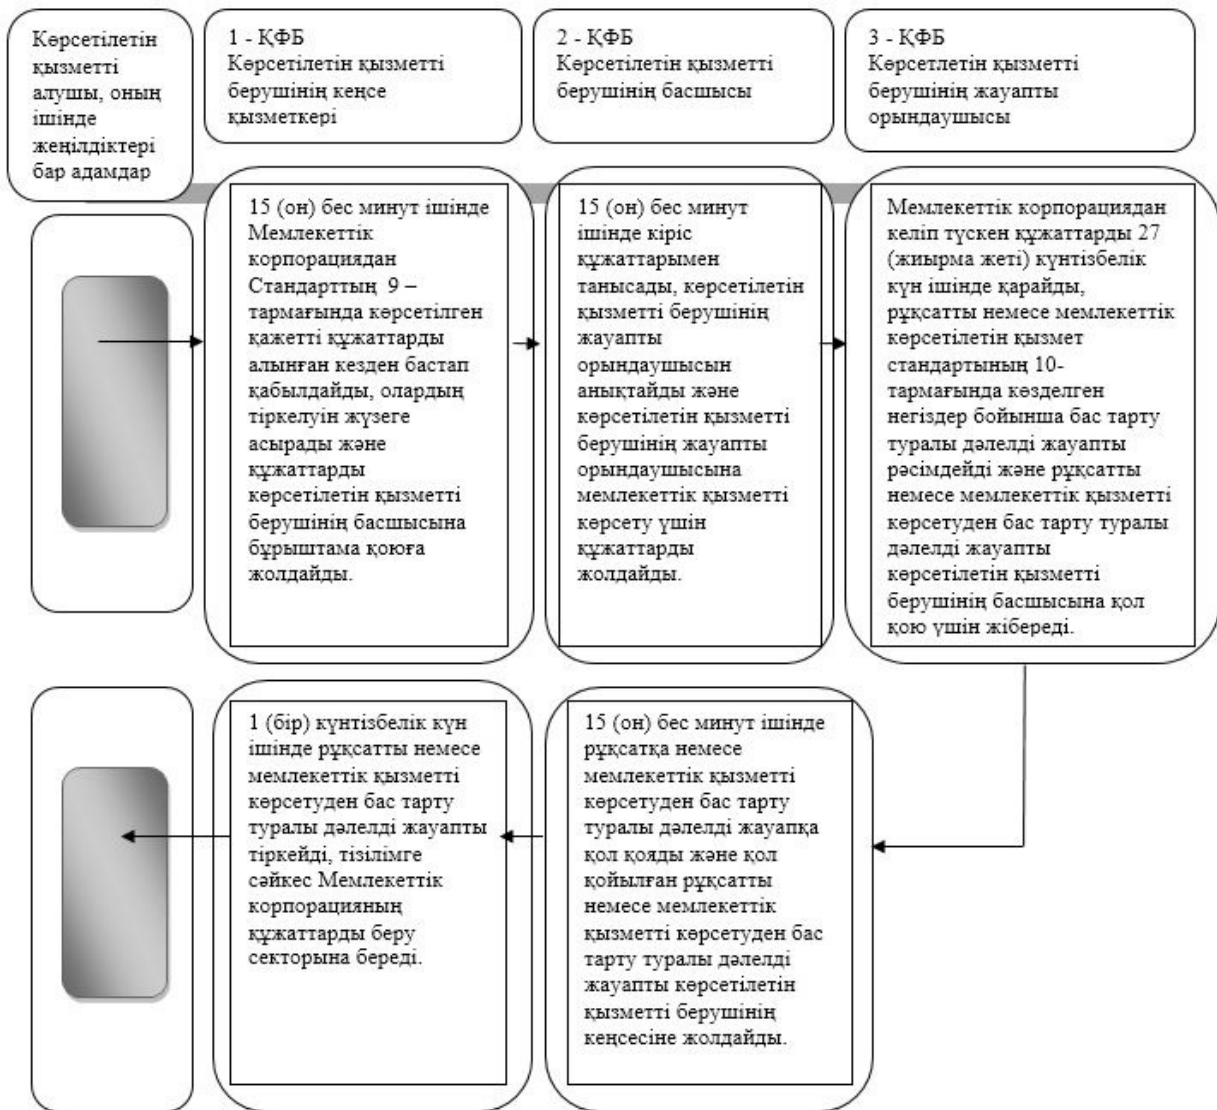 Көрсетілетін
қызметті
алушы, оның
ішінде
жеңілдіктері
бар адамдар
1 - ҚФБ
Көрсетілетін қызметті
берушінің кеңсе
қызметкері
2 - ҚФБ
Көрсетілетін қызметті
берушінің басшысы
3 - ҚФБ
Көрсетлетін қызметті
берушінің жауапты
орындаушысы
15 (он) бес минут ішінде
Мемлекеттік
корпорациядан
Стандарттың 9 –
тармағында көрсетілген
қажетті құжаттарды
алынған кезден бастап
қабылдайды, олардың
тіркелуін жүзеге
асырады және
құжаттарды
көрсетілетін қызметті
берушінің басшысына
бұрыштама қоюға
жолдайды.
15 (он) бес минут
ішінде кіріс
құжаттарымен
танысады, көрсетілетін
қызметті берушінің
жауапты
орындаушысын
анықтайды және
көрсетілетін қызметті
берушінің жауапты
орындаушысына
мемлекеттік қызметті
көрсету үшін
құжаттарды
жолдайды.
Мемлекеттік корпорациядан
келіп түскен құжаттарды 27
(жиырма жеті) күнтізбелік
күн ішінде қарайды,
рұқсатты немесе мемлекеттік
көрсетілетін қызмет
стандартының 10-
тармағында көзделген
негіздер бойынша бас тарту
туралы дәлелді жауапты
рәсімдейді және рұқсатты
немесе мемлекеттік қызметті
көрсетуден бас тарту туралы
дәлелді жауапты
көрсетілетін қызметті
берушінің басшысына қол
қою үшін жібереді.
1 (бір) күнтізбелік күн
ішінде рұқсатты немесе
мемлекеттік қызметті
көрсетуден бас тарту
туралы дәлелді жауапты
тіркейді, тізілімге
сәйкес Мемлекеттік
корпорацияның
құжаттарды беру
секторына береді.
15 (он) бес минут ішінде
рұқсатқа немесе
мемлекеттік қызметті
көрсетуден бас тарту
туралы дәлелді жауапқа
қол қояды және қол
қойылған рұқсатты
немесе мемлекеттік
қызметті көрсетуден бас
тарту туралы дәлелді
жауапты көрсетілетін
қызметті берушінің
кеңсесіне жолдайды.